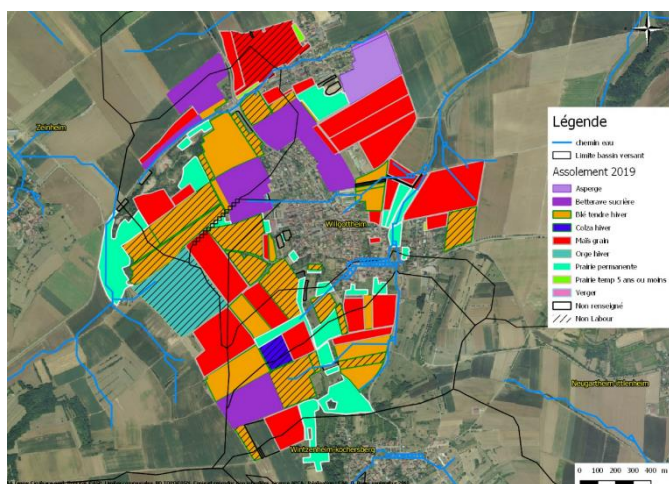 Zeinheim
Willgottheim
Neugartheim-Ittlenheim
Wintzenheim-kochersberg
Légende
chemin eau
Limite bassin versant
Assolement 2019
Asperge
Betterave sucrière
Blé tendre hiver
Colza hiver
Maïs grain
Orge hiver
Prairie permanente
Prairie temp 5 ans ou moins
Verger
Non renseigné
Non Labour
0 100 200 300 400 m